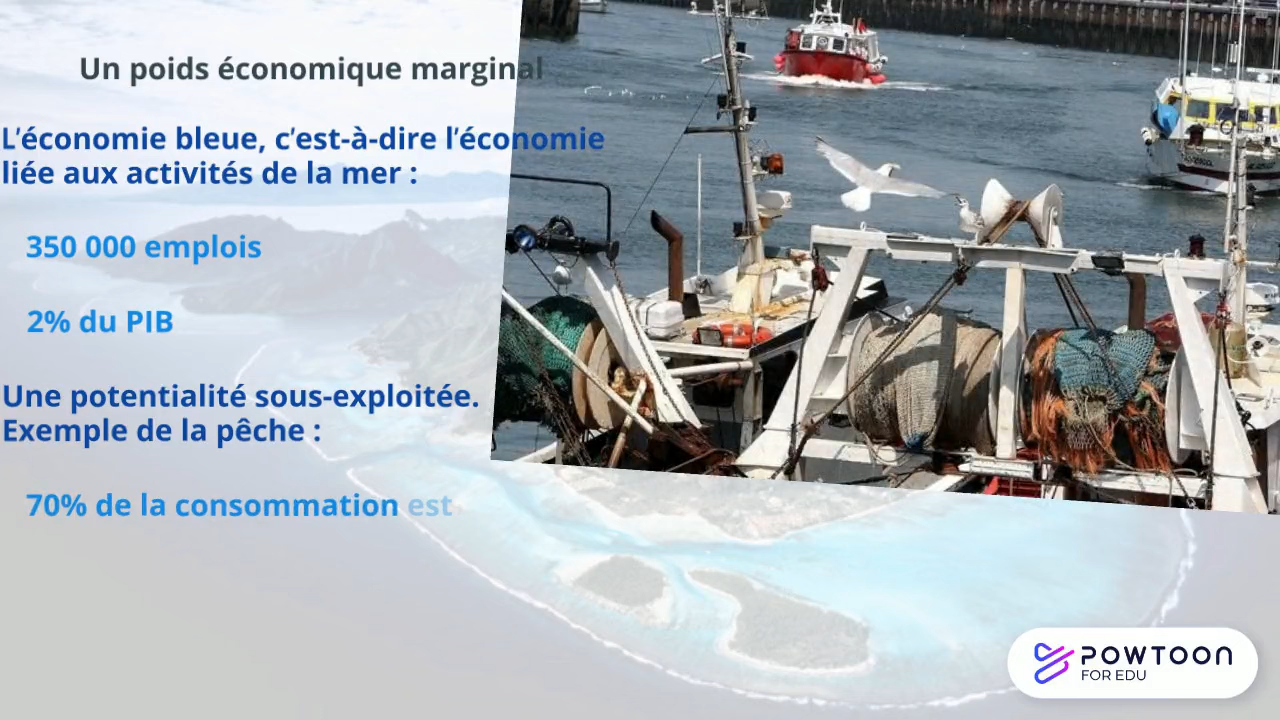 Un poids économique marginal
L’économie bleue, c’est-à-dire l’économie
liée aux activités de la mer :
350 000 emplois
2% du PIB
Une potentialité sous-exploitée.
Exemple de la pêche :
70% de la consommation est
POWTOON
FOR EDU